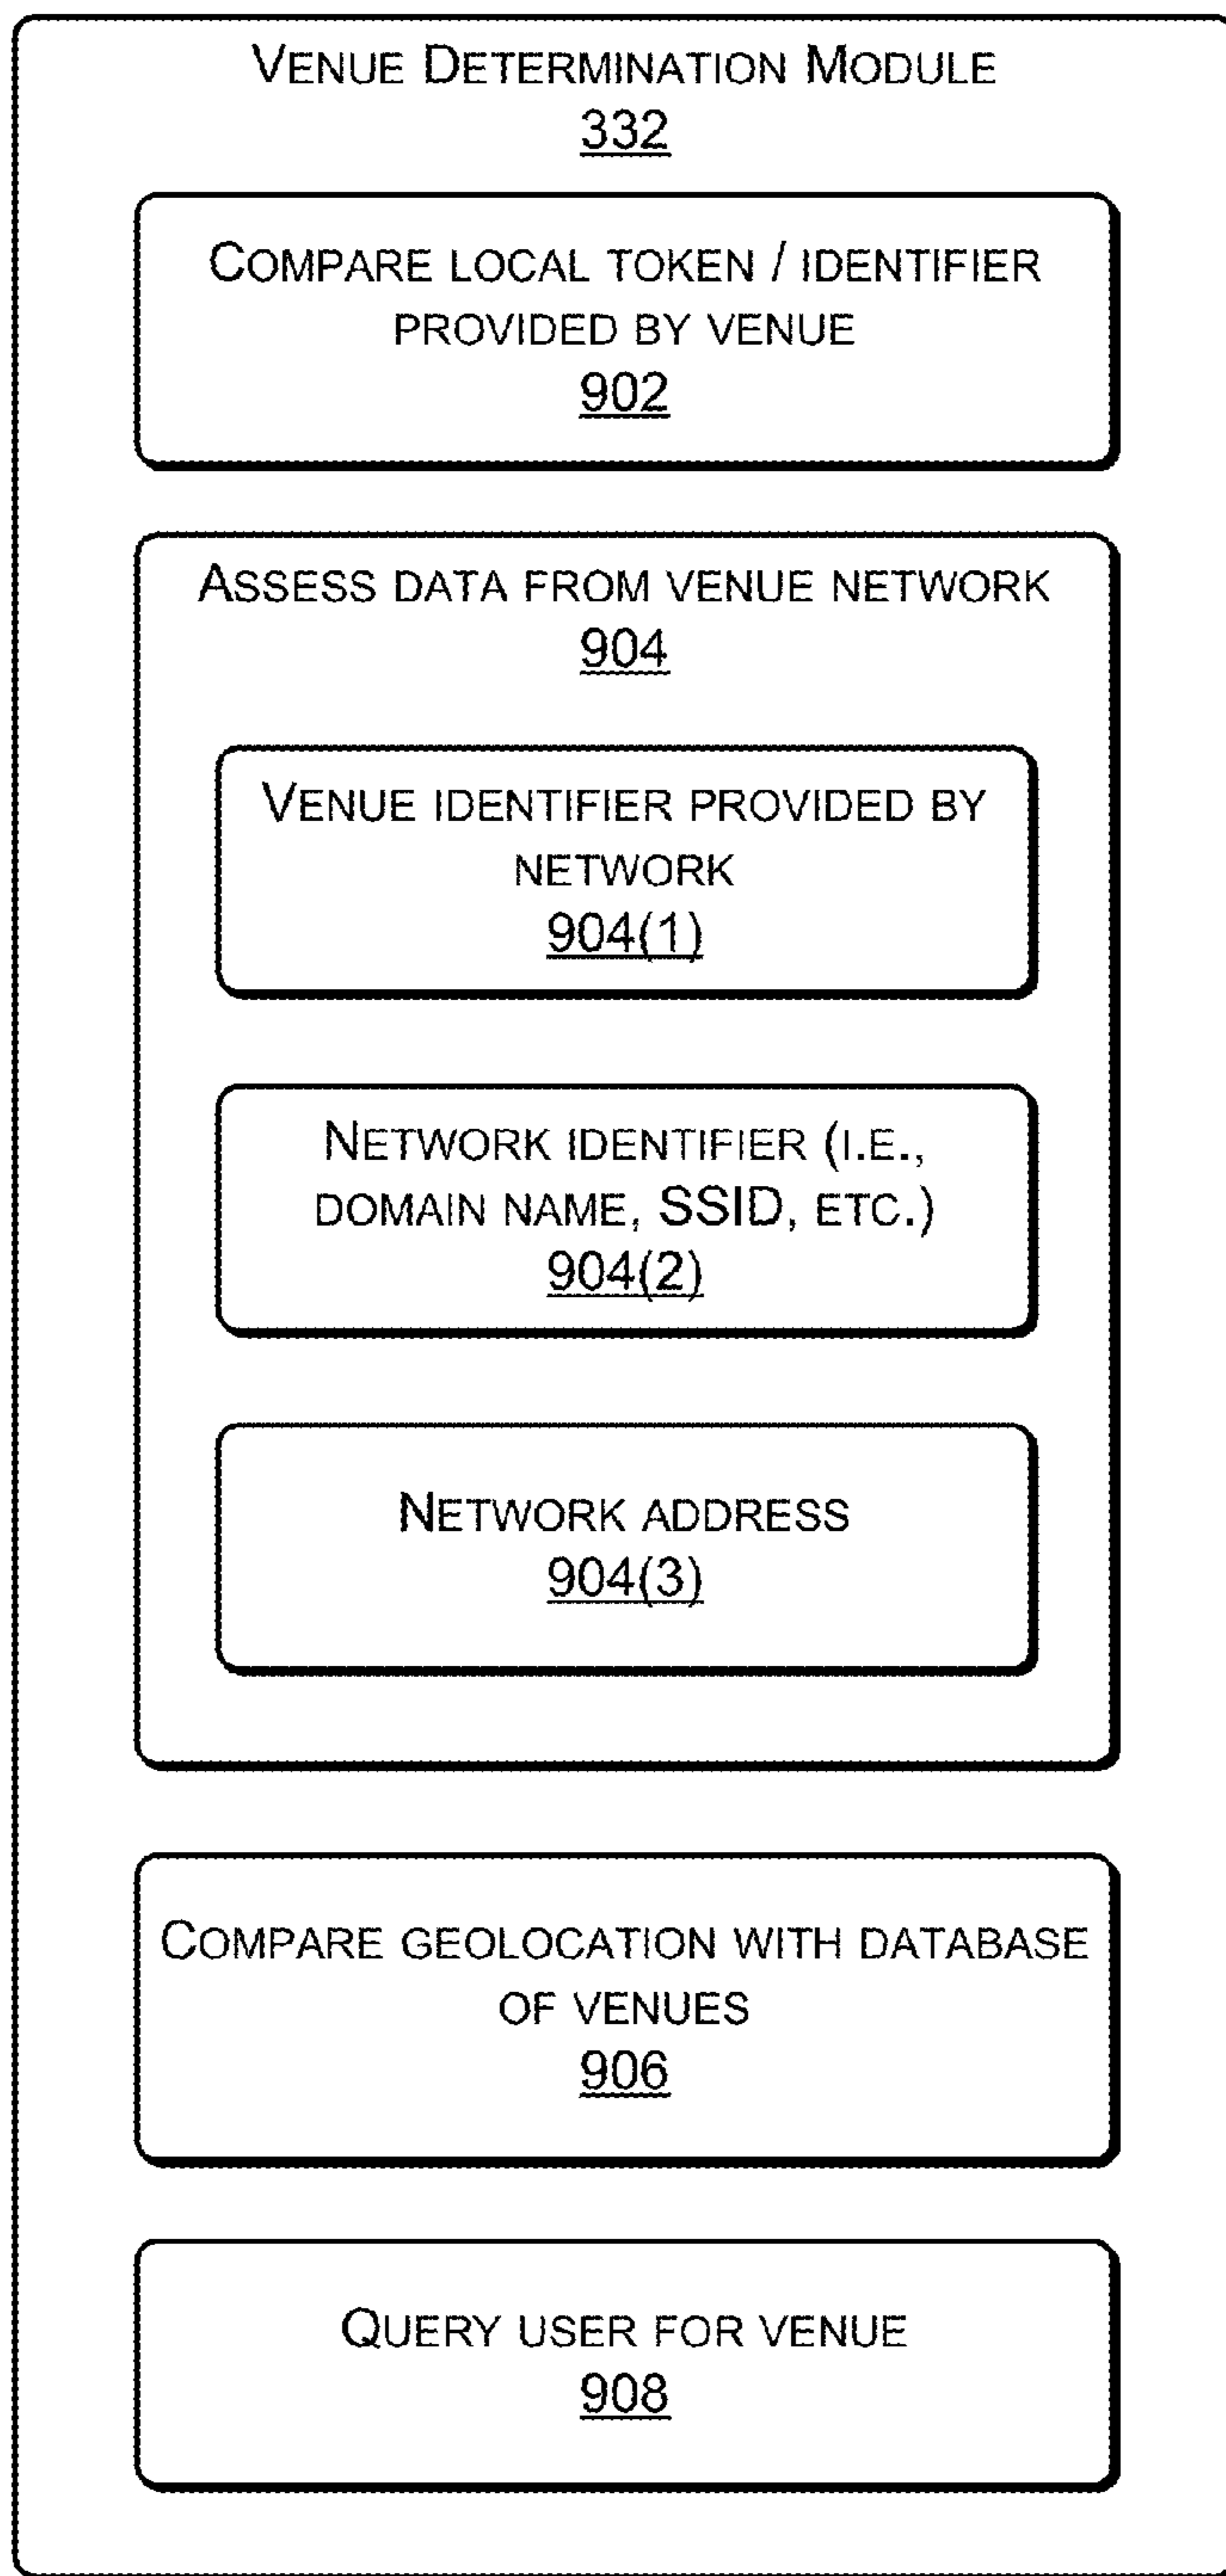 VENUE DETERMINATION MODULE
332
COMPARE LOCAL TOKEN / IDENTIFIER
PROVIDED BY VENUE
902
ASSESS DATA FROM VENUE NETWORK
904
VENUE IDENTIFIER PROVIDED BY
NETWORK
904(1)
NETWORK IDENTIFIER (I.E.,
DOMAIN NAME, SSID, ETC.)
904(2)
NETWORK ADDRESS
904(3)
COMPARE GEOLOCATION WITH DATABASE
OF VENUES
906
QUERY USER FOR VENUE
908